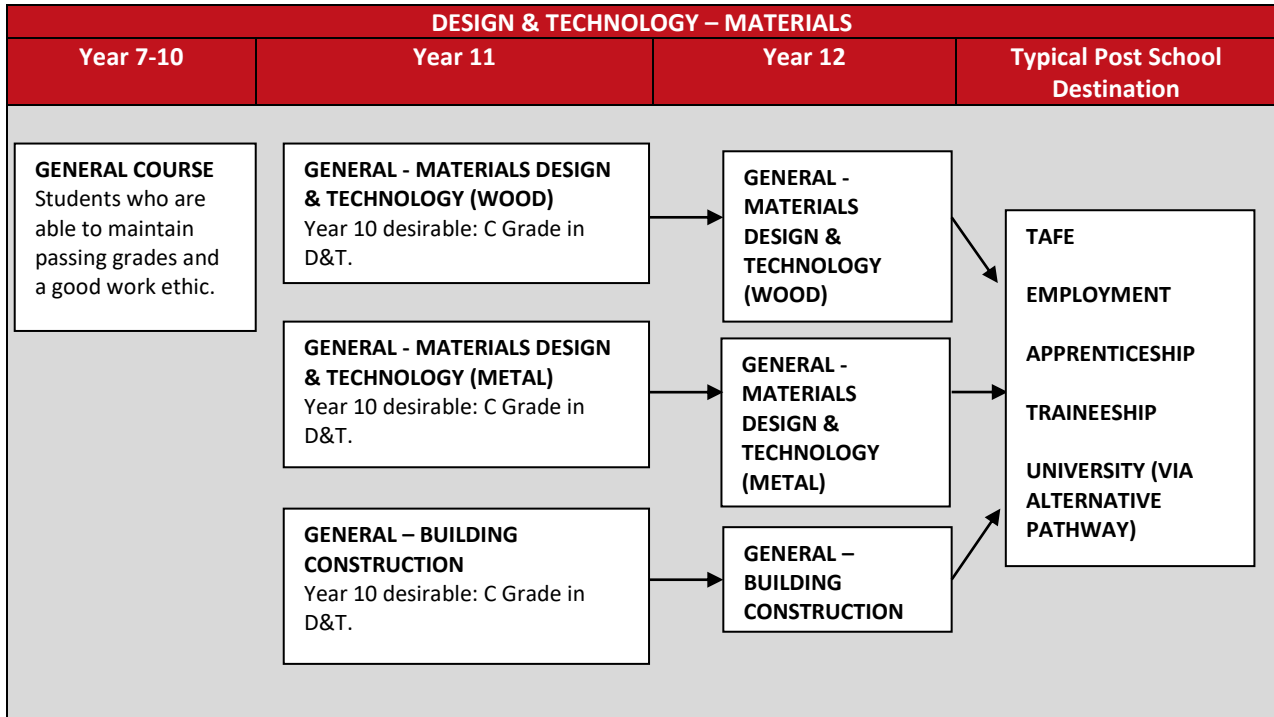 DESIGN & TECHNOLOGY – MATERIALS
Year 7-10
Year 11
Year 12
Typical Post School
Destination
GENERAL COURSE
Students who are
able to maintain
passing grades and
a good work ethic.
GENERAL - MATERIALS DESIGN
& TECHNOLOGY (WOOD)
Year 10 desirable: C Grade in
D&T.
GENERAL - MATERIALS DESIGN
& TECHNOLOGY (METAL)
Year 10 desirable: C Grade in
D&T.
GENERAL – BUILDING
CONSTRUCTION
Year 10 desirable: C Grade in
D&T.
GENERAL -
MATERIALS
DESIGN &
TECHNOLOGY
(WOOD)
GENERAL -
MATERIALS
DESIGN &
TECHNOLOGY
(METAL)
GENERAL –
BUILDING
CONSTRUCTION
TAFE
EMPLOYMENT
APPRENTICESHIP
TRAINEESHIP
UNIVERSITY (VIA
ALTERNATIVE
PATHWAY)